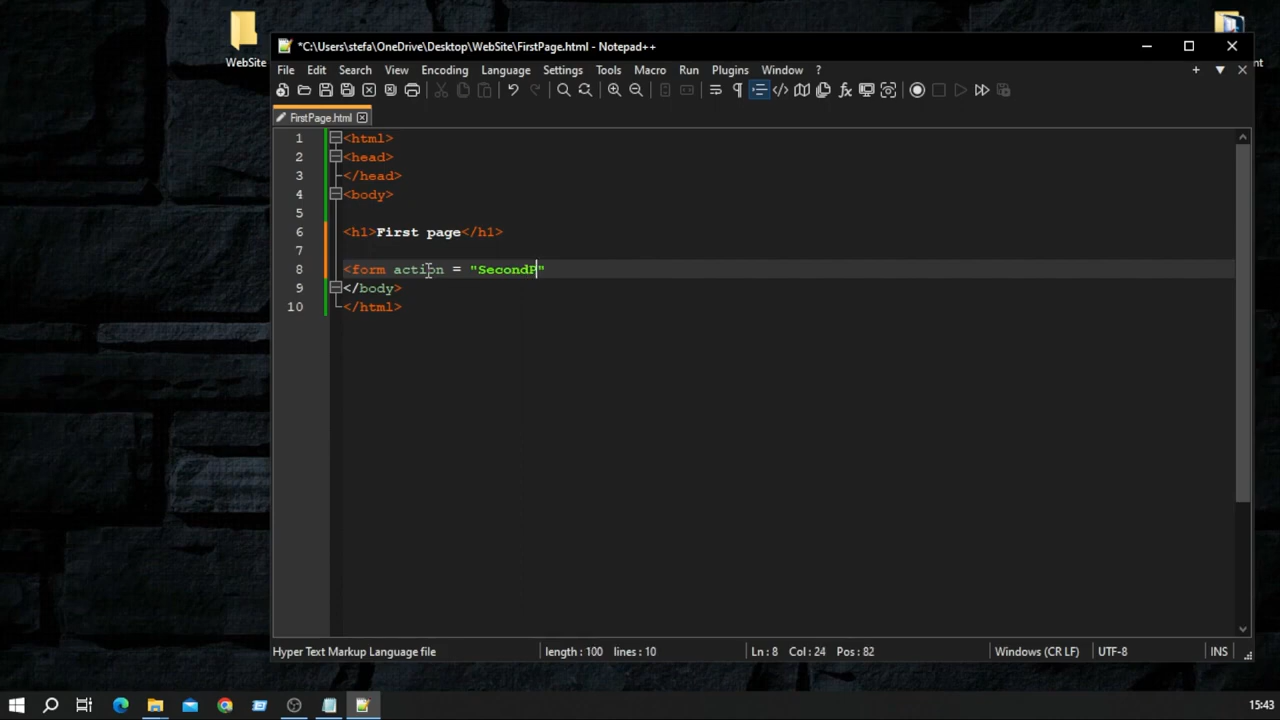 WebSite
*C:\Users\stefa\OneDrive\Desktop\WebSite\FirstPage.html - Notepad++
File Edit Search View Encoding Language Settings Tools Macro Run Plugins Window ?
FirstPage.html
1 <html>
2 <head>
3 </head>
4 <body>
5
6 <h1>First page</h1>
7
8 <form action = "SecondP"
9 </body>
10 </html>
Hyper Text Markup Language file length : 100 lines : 10 Ln : 8 Col : 24 Pos : 82 Windows (CR LF) UTF-8 INS
15:43